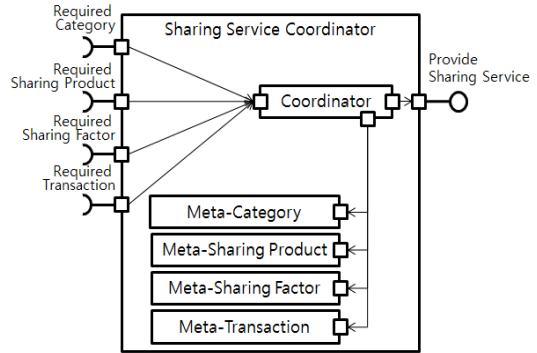 Required
Category
Sharing Service Coordinator
Provide
Sharing Service
Required
Sharing Product
Coordinator
Required
Sharing Factor
Required
Transaction
Meta-Category
Meta-Sharing Product
Meta-Sharing Factor
Meta-Transaction